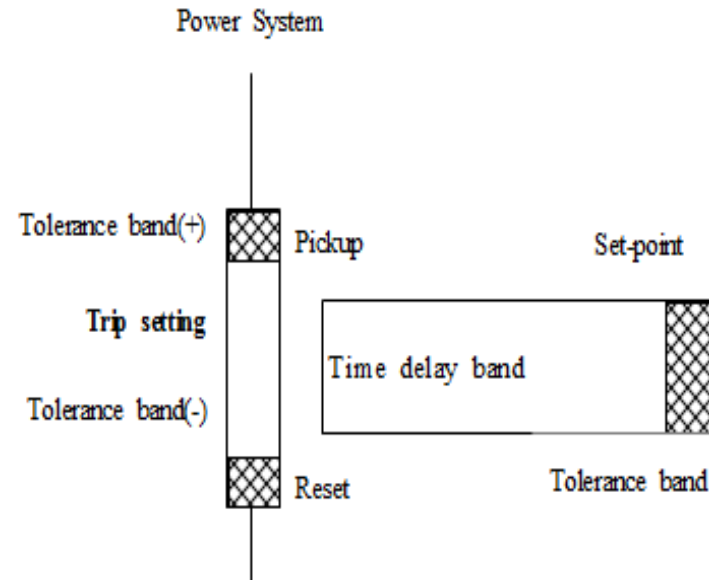 Power System
Tolerance band(+)
Pickup
Set-point
Trip setting
Time delay band
Tolerance band(-)
Reset
Tolerance band